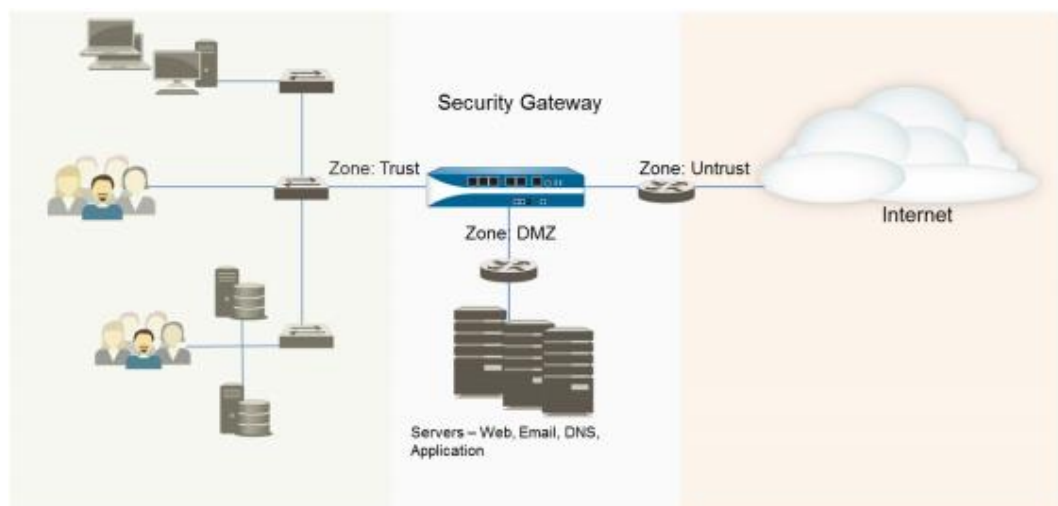 Security Gateway
Zone: Trust
Zone: Untrust
Internet
Zone: DMZ
Servers – Web, Email, DNS,
Application